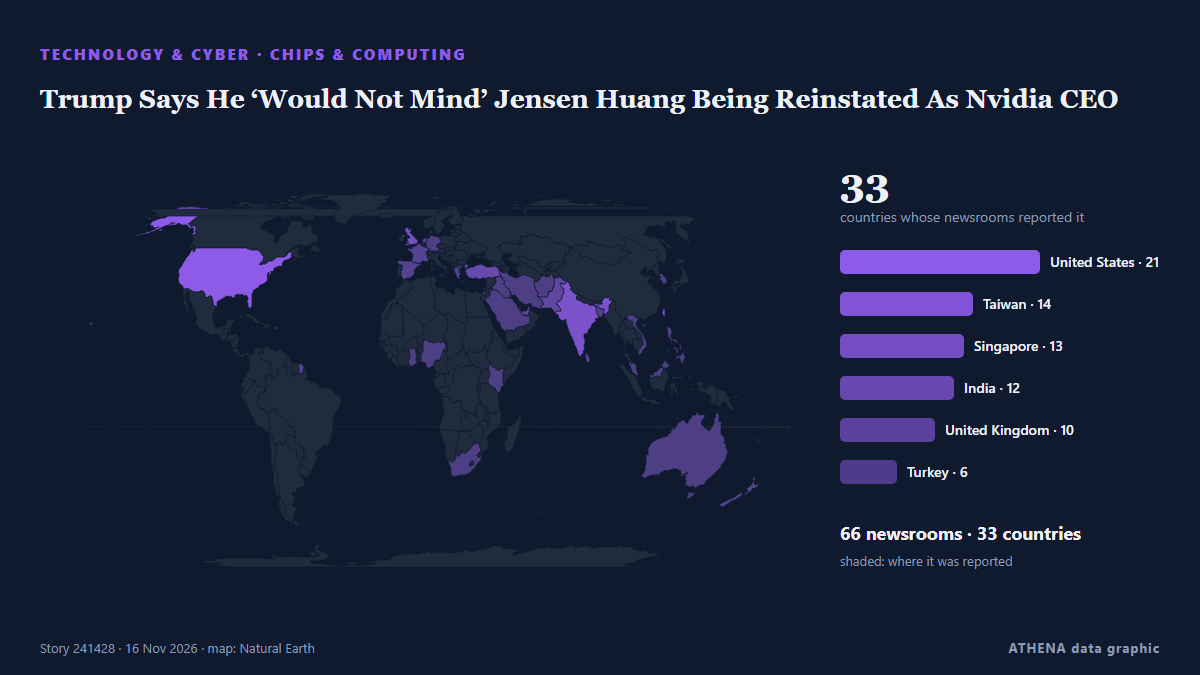 TECHNOLOGY & CYBER · CHIPS & COMPUTING
Trump Says He ‘Would Not Mind’ Jensen Huang Being Reinstated As Nvidia CEO
33
countries whose newsrooms reported it
United States · 21
Taiwan · 14
Singapore · 13
India · 12
United Kingdom · 10
Turkey · 6
66 newsrooms · 33 countries
shaded: where it was reported
Story 241428 · 16 Nov 2026 · map: Natural Earth
ATHENA data graphic